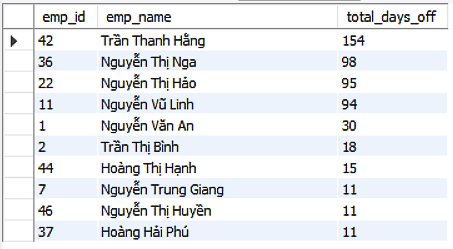 emp_id emp_name total_days_off
42 Trần Thanh Hằng 154
36 Nguyễn Thị Nga 98
22 Nguyễn Thị Hảo 95
11 Nguyễn Vũ Linh 94
1 Nguyễn Văn An 30
2 Trần Thị Bình 18
44 Hoàng Thị Hạnh 15
7 Nguyễn Trung Giang 11
46 Nguyễn Thị Huyền 11
37 Hoàng Hải Phú 11